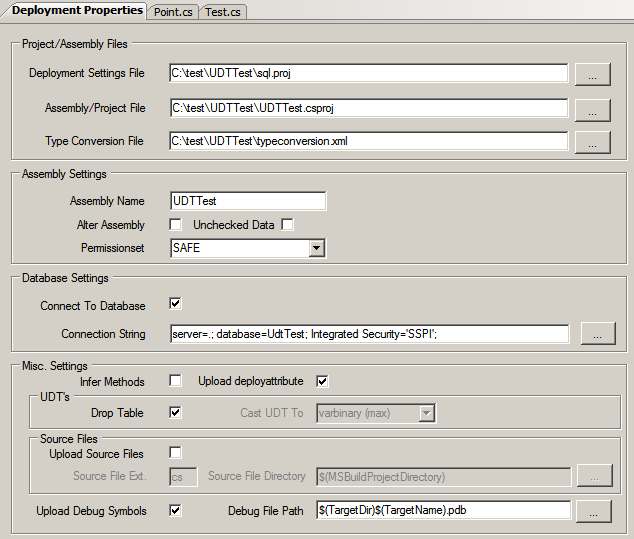 Deployment Properties Point.cs Test.cs
Project/Assembly Files
Deployment Settings File C:\test\UDTTest\sql.proj ...
Assembly/Project File C:\test\UDTTest\UDTTest.csproj ...
Type Conversion File C:\test\UDTTest\typeconversion.xml ...
Assembly Settings
Assembly Name UDTTest
Alter Assembly Unchecked Data
Permissionset SAFE
Database Settings
Connect To Database
Connection String server=.; database=UdtTest; Integrated Security='SSPI'; ...
Misc. Settings
Infer Methods Upload deployattribute
UDT's
Drop Table Cast UDT To varbinary (max)
Source Files
Upload Source Files
Source File Ext. cs Source File Directory $(MSBuildProjectDirectory) ...
Upload Debug Symbols Debug File Path $(TargetDir)$(TargetName).pdb ...